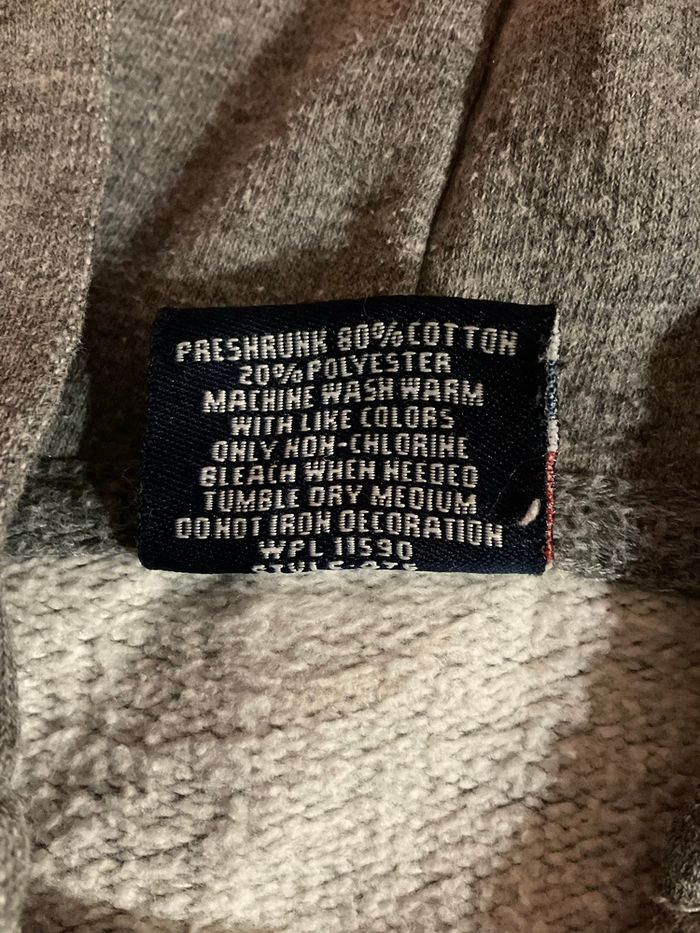 PRESHRUNK 80% COTTON
20% POLYESTER
MACHINE WASH WARM
WITH LIKE COLORS
ONLY NON-CHLORINE
BLEACH WHEN NEEDED
TUMBLE DRY MEDIUM
DO NOT IRON DECORATION
WPL 11590